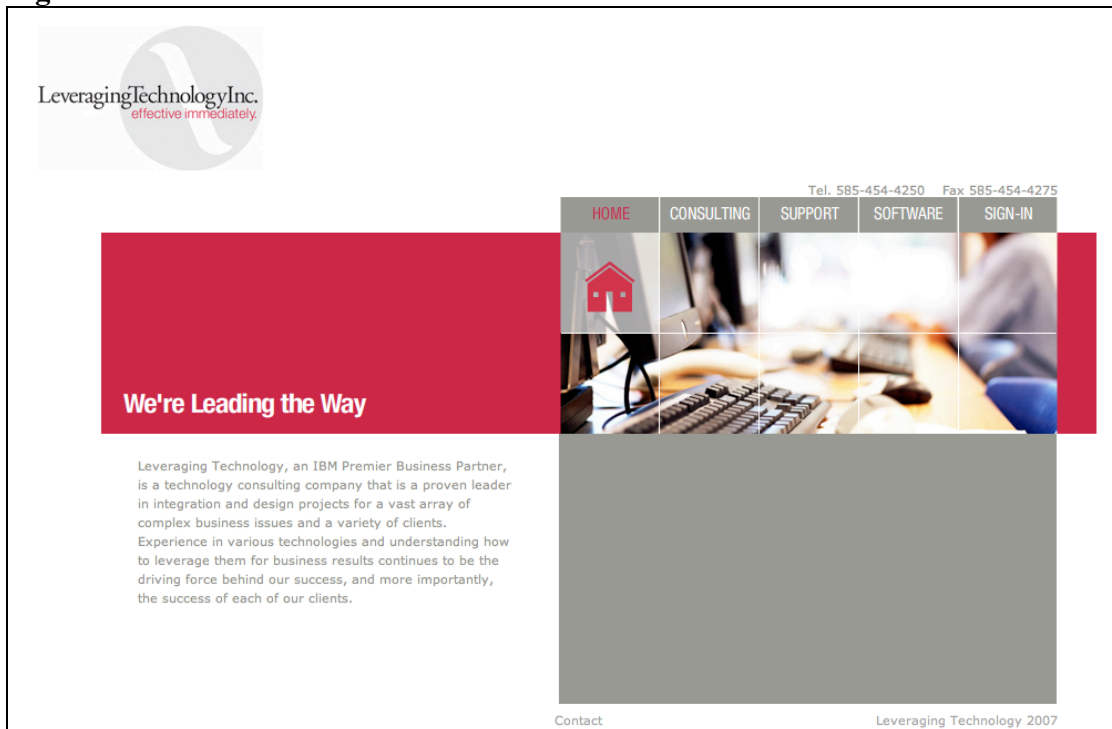 LeveragingTechnologyInc.
effective immediately.
Tel. 585-454-4250 Fax 585-454-4275
HOME CONSULTING SUPPORT SOFTWARE SIGN-IN
We're Leading the Way
Leveraging Technology, an IBM Premier Business Partner,
is a technology consulting company that is a proven leader
in integration and design projects for a vast array of
complex business issues and a variety of clients.
Experience in various technologies and understanding how
to leverage them for business results continues to be the
driving force behind our success, and more importantly,
the success of each of our clients.
Contact Leveraging Technology 2007